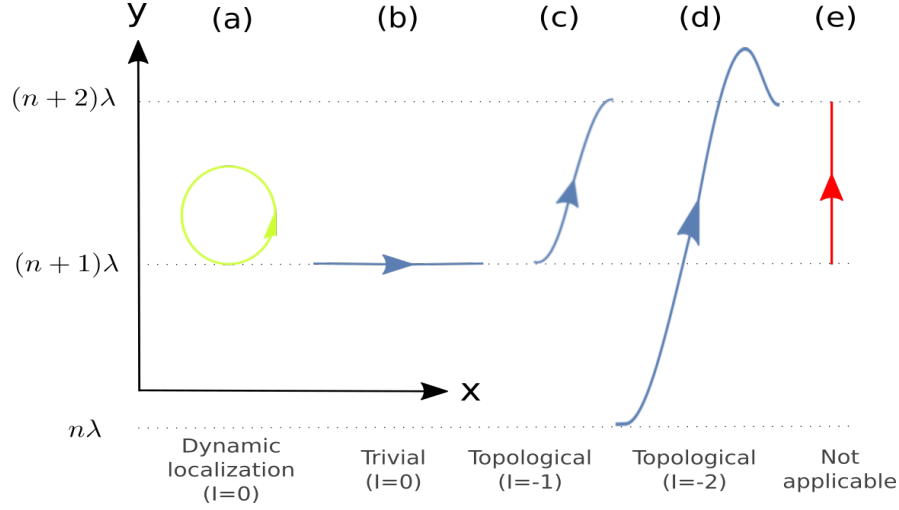 y
(a)
(b)
(c)
(d)
(e)
(n + 2)λ
(n + 1)λ
x
nλ
Dynamic
localization
(I=0)
Trivial
(I=0)
Topological
(I=-1)
Topological
(I=-2)
Not
applicable